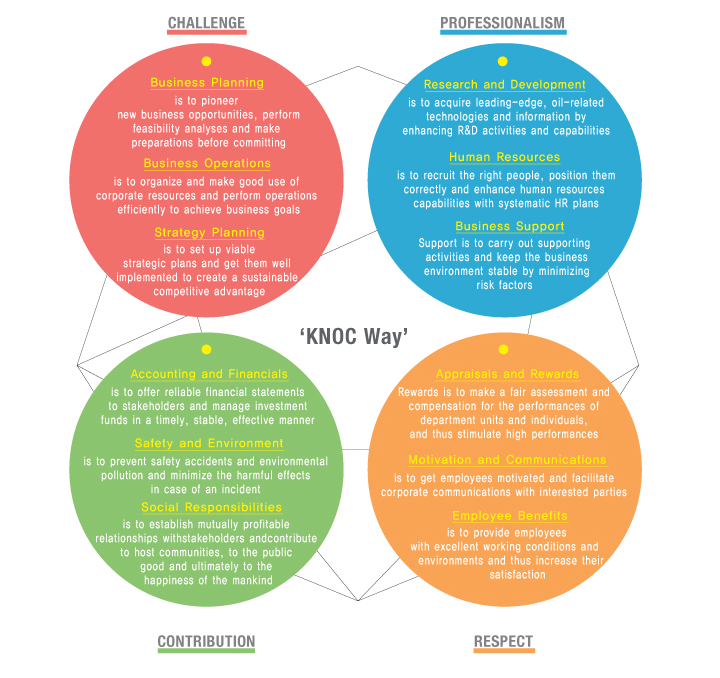 CHALLENGE
Business Planning
is to pioneer
new business opportunities, perform
feasibility analyses and make
preparations before committing
Business Operations
is to organize and make good use of
corporate resources and perform operations
efficiently to achieve business goals
Strategy Planning
is to set up viable
strategic plans and get them well
implemented to create a sustainable
competitive advantage
PROFESSIONALISM
Research and Development
is to acquire leading-edge, oil-related
technologies and information by
enhancing R&D activities and capabilities
Human Resources
is to recruit the right people, position them
correctly and enhance human resources
capabilities with systematic HR plans
Business Support
Support is to carry out supporting
activities and keep the business
environment stable by minimizing
risk factors
‘KNOC Way’
Accounting and Financials
is to offer reliable financial statements
to stakeholders and manage investment
funds in a timely, stable, effective manner
Safety and Environment
is to prevent safety accidents and environmental
pollution and minimize the harmful effects
in case of an incident
Social Responsibilities
is to establish mutually profitable
relationships withstakeholders andcontribute
to host communities, to the public
good and ultimately to the
happiness of the mankind
CONTRIBUTION
Appraisals and Rewards
Rewards is to make a fair assessment and
compensation for the performances of
department units and individuals,
and thus stimulate high performances
Motivation and Communications
is to get employees motivated and facilitate
corporate communications with interested parties
Employee Benefits
is to provide employees
with excellent working conditions and
environments and thus increase their
satisfaction
RESPECT